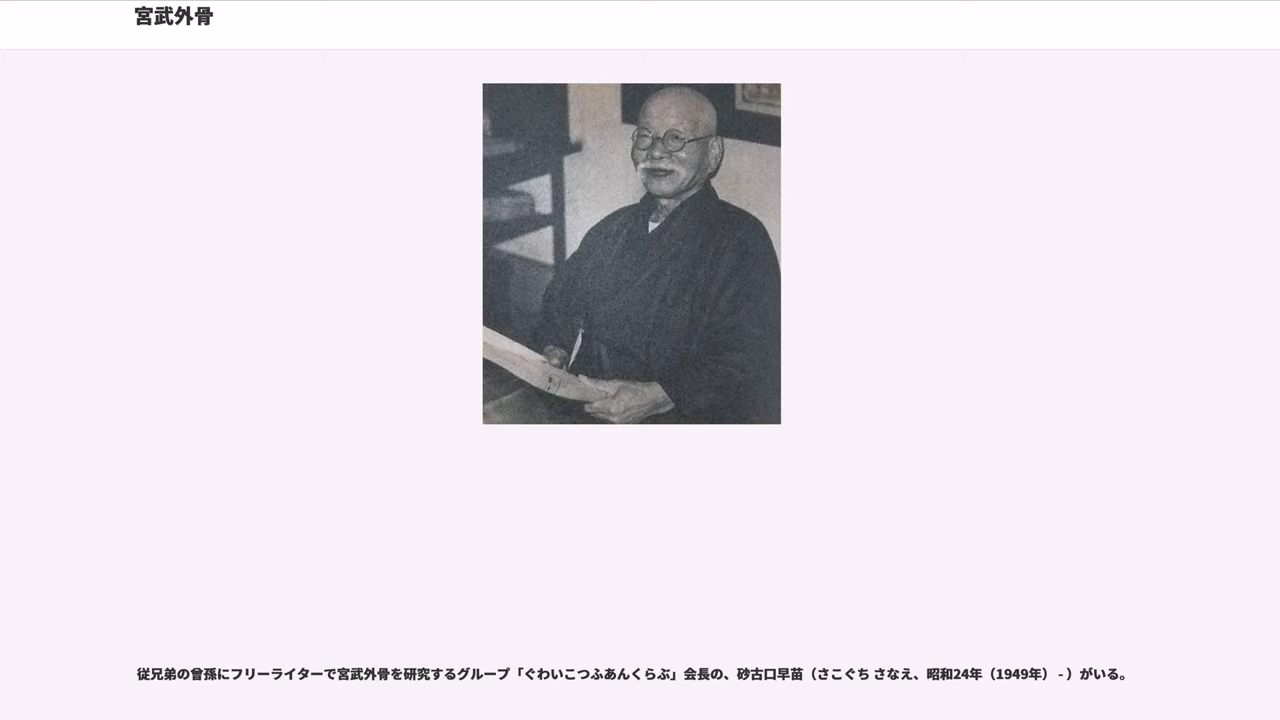 宮武外骨
従兄弟の曾孫にフリーライターで宮武外骨を研究するグループ「ぐわいこつふあんくらぶ」会長の、砂古口早苗（さこぐち さなえ、昭和24年（1949年） - ）がいる。